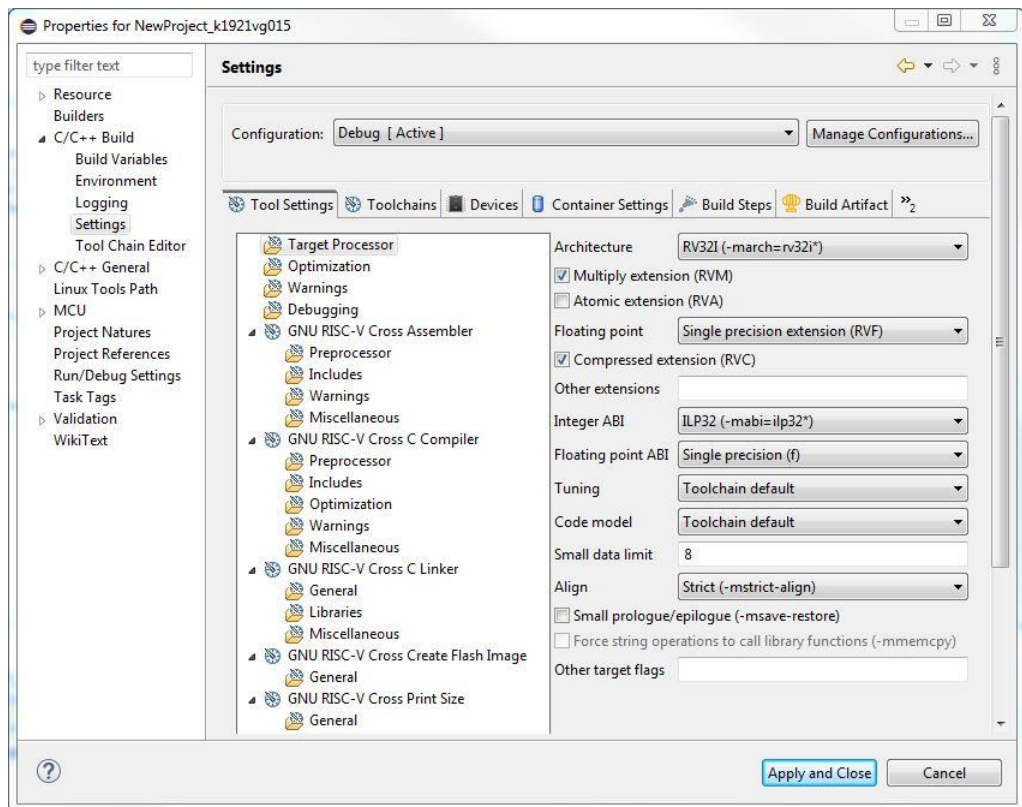 Properties for NewProject_k1921vg015
type filter text
Resource
Builders
C/C++ Build
Build Variables
Environment
Logging
Settings
Tool Chain Editor
C/C++ General
Linux Tools Path
MCU
Project Natures
Project References
Run/Debug Settings
Task Tags
Validation
WikiText
Settings
Configuration: Debug [ Active ] Manage Configurations...
Tool Settings Toolchains Devices Container Settings Build Steps Build Artifact »2
Target Processor
Optimization
Warnings
Debugging
GNU RISC-V Cross Assembler
Preprocessor
Includes
Warnings
Miscellaneous
GNU RISC-V Cross C Compiler
Preprocessor
Includes
Optimization
Warnings
Miscellaneous
GNU RISC-V Cross C Linker
General
Libraries
Miscellaneous
GNU RISC-V Cross Create Flash Image
General
GNU RISC-V Cross Print Size
General
Architecture RV32I (-march=rv32i*)
Multiply extension (RVM)
Atomic extension (RVA)
Floating point Single precision extension (RVF)
Compressed extension (RVC)
Other extensions
Integer ABI ILP32 (-mabi=ilp32*)
Floating point ABI Single precision (f)
Tuning Toolchain default
Code model Toolchain default
Small data limit 8
Align Strict (-mstrict-align)
Small prologue/epilogue (-msave-restore)
Force string operations to call library functions (-mmemcpy)
Other target flags
Apply and Close Cancel